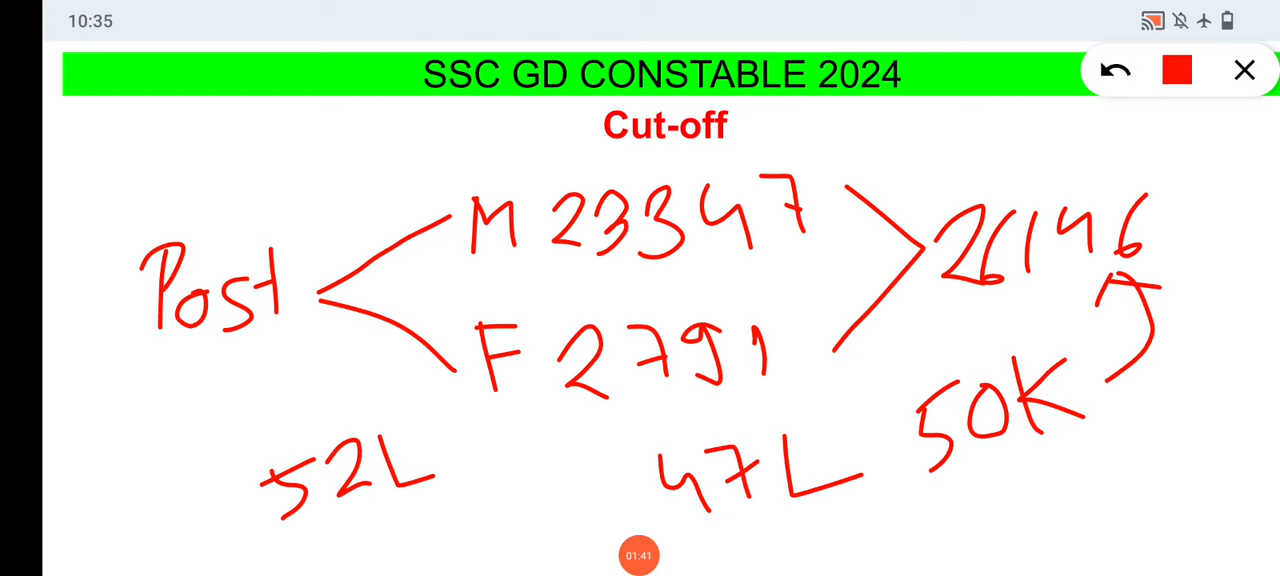 10:35
SSC GD CONSTABLE 2024
Cut-off
M 23347
26146
Post
F 2791
50K
52L
47L
01:41